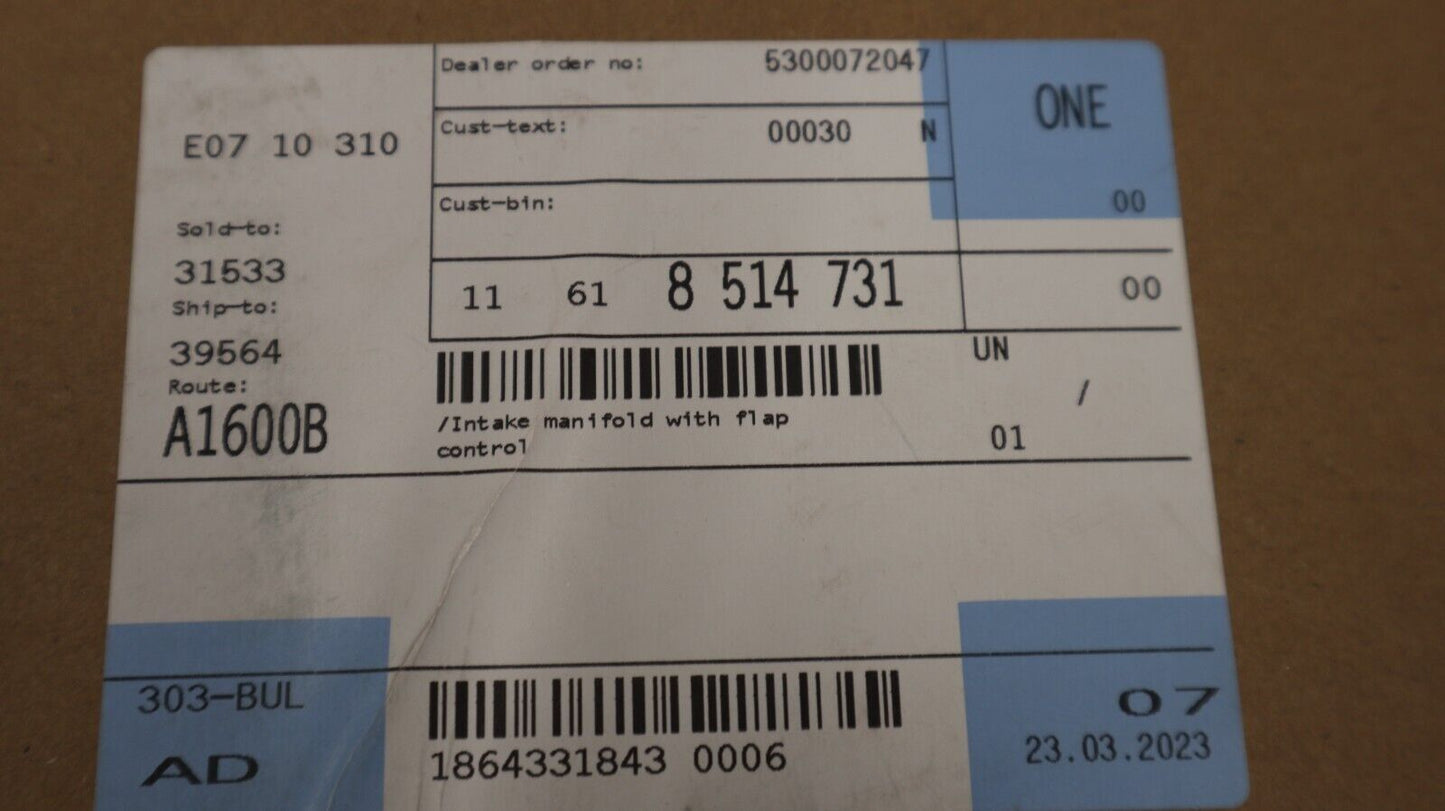 Dealer order no: 5300072047
ONE
E07 10 310
Cust-text: 00030 N
00
Cust-bin:
Sold-to:
31533
11 61 8 514 731 00
Ship-to:
39564
UN
Route:
/
A1600B
/Intake manifold with flap
control
01
303-BUL
07
AD
1864331843 0006
23.03.2023